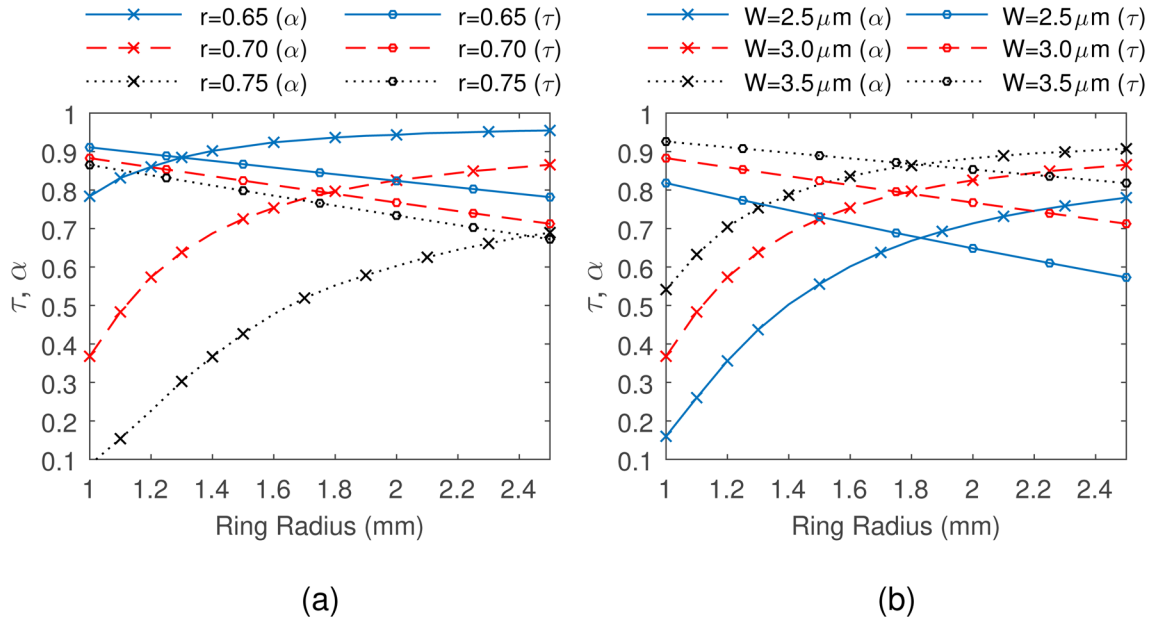 r=0.65 (α) r=0.65 (τ)
r=0.70 (α) r=0.70 (τ)
r=0.75 (α) r=0.75 (τ)
1
0.9
0.8
0.7
0.6
0.5
0.4
0.3
0.2
0.1
τ, α
1 1.2 1.4 1.6 1.8 2 2.2 2.4
Ring Radius (mm)
(a)
W=2.5μm (α) W=2.5μm (τ)
W=3.0μm (α) W=3.0μm (τ)
W=3.5μm (α) W=3.5μm (τ)
1
0.9
0.8
0.7
0.6
0.5
0.4
0.3
0.2
0.1
τ, α
1 1.2 1.4 1.6 1.8 2 2.2 2.4
Ring Radius (mm)
(b)